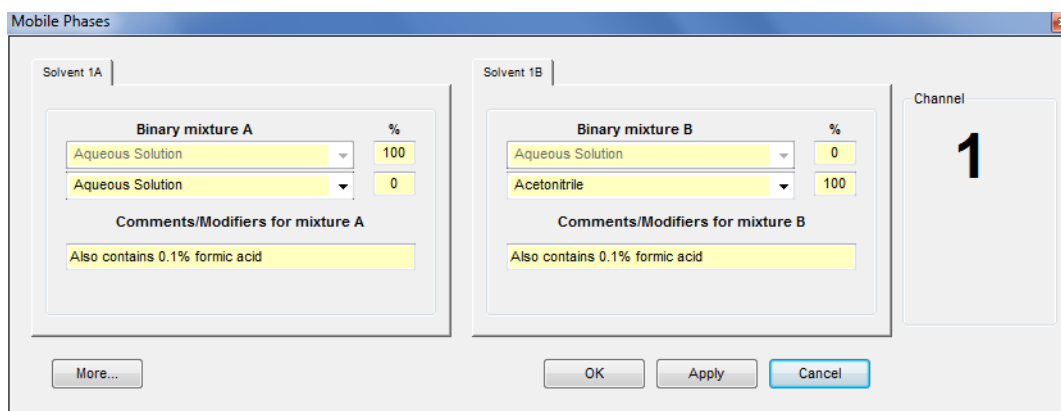 Mobile Phases
Solvent 1A
Binary mixture A %
Aqueous Solution 100
Aqueous Solution 0
Comments/Modifiers for mixture A
Also contains 0.1% formic acid
Solvent 1B
Binary mixture B %
Aqueous Solution 0
Acetonitrile 100
Comments/Modifiers for mixture B
Also contains 0.1% formic acid
Channel
1
More...
OK
Apply
Cancel